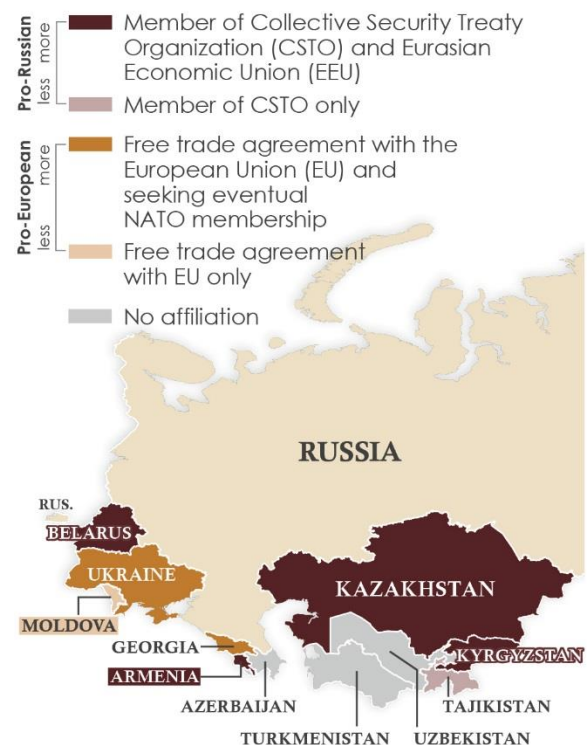 Pro-Russian
less more
Member of Collective Security Treaty
Organization (CSTO) and Eurasian
Economic Union (EEU)
Member of CSTO only
Pro-European
less more
Free trade agreement with the
European Union (EU) and
seeking eventual
NATO membership
Free trade agreement
with EU only
No affiliation
RUSSIA
RUS.
BELARUS
UKRAINE
KAZAKHSTAN
MOLDOVA
GEORGIA
KYRGYZSTAN
ARMENIA
AZERBAIJAN
TAJIKISTAN
TURKMENISTAN
UZBEKISTAN